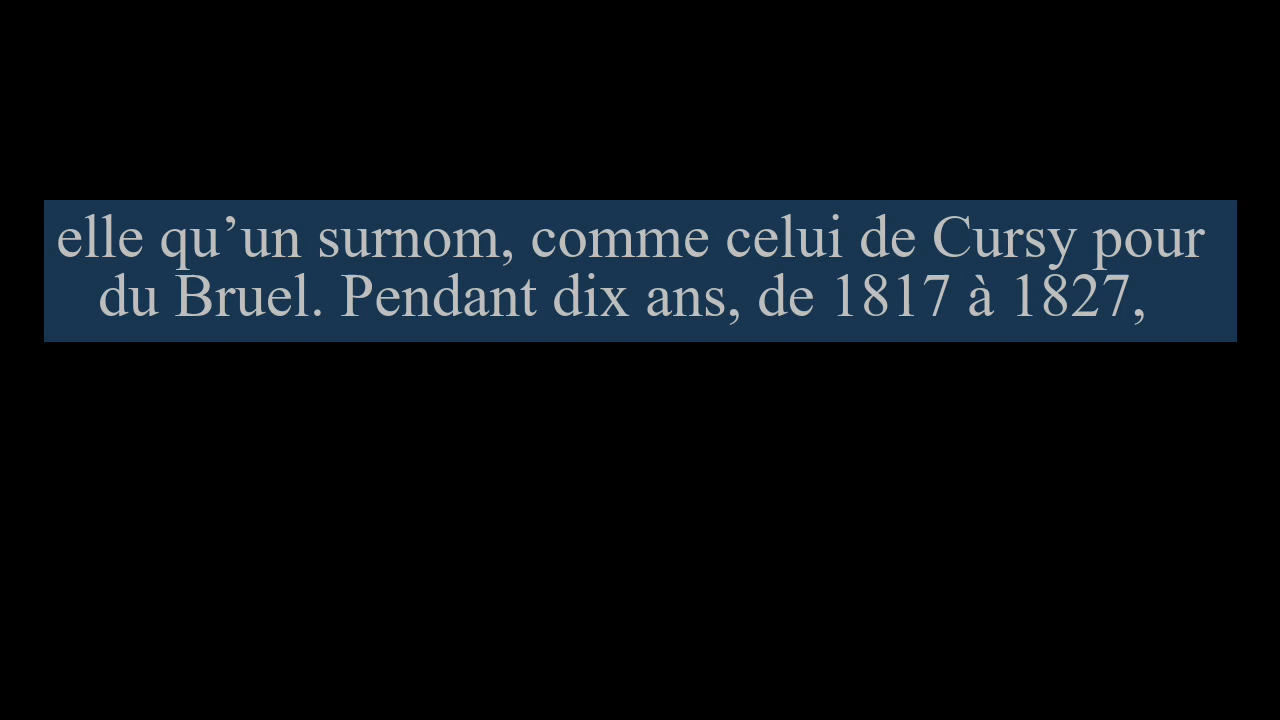 elle qu’un surnom, comme celui de Cursy pour
du Bruel. Pendant dix ans, de 1817 à 1827,